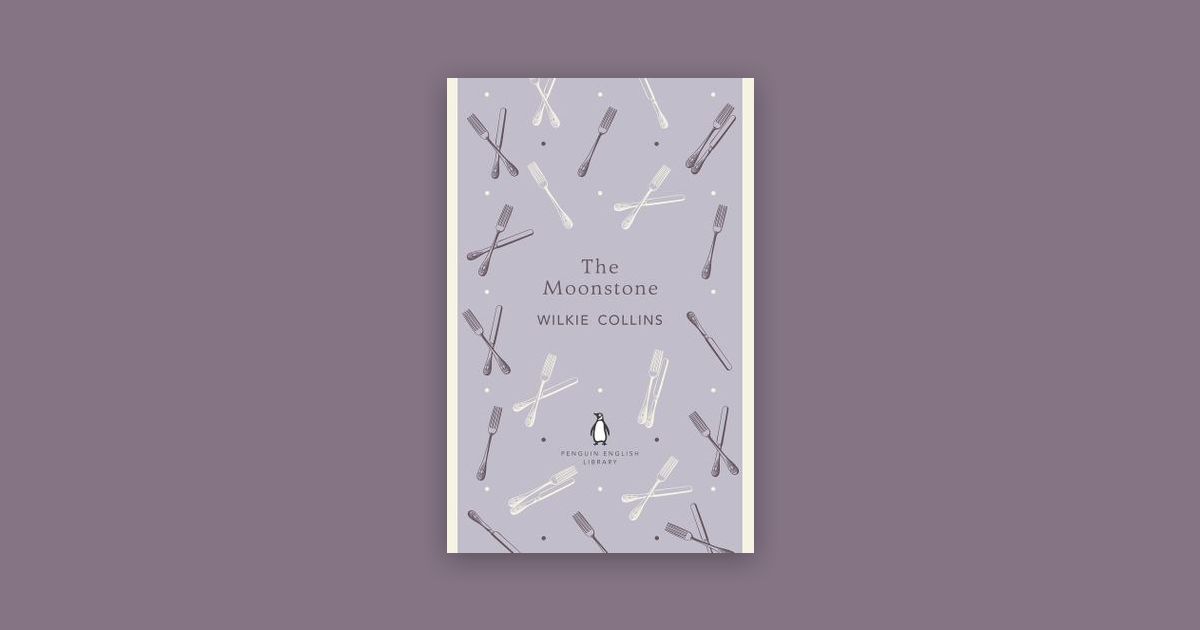 The
Moonstone
WILKIE COLLINS
PENGUIN ENGLISH
LIBRARY